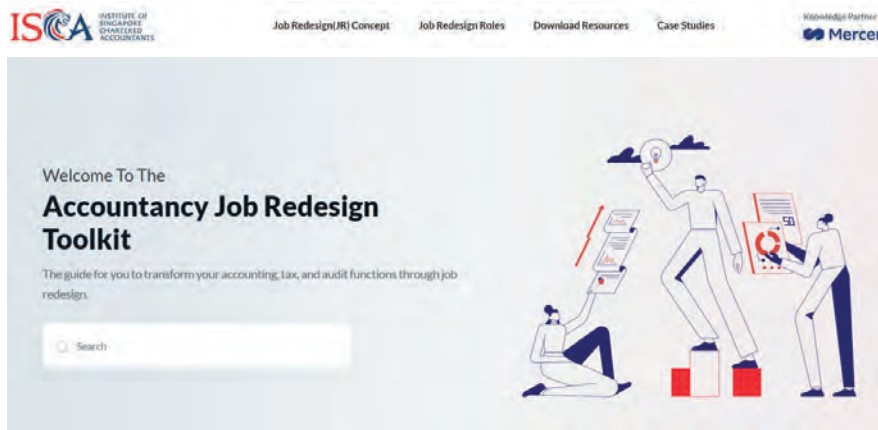 ISCA
INSTITUTE OF
SINGAPORE
CHARTERED
ACCOUNTANTS
Job Redesign(JR) Concept
Job Redesign Roles
Download Resources
Case Studies
Knowledge Partner
Mercer
Welcome To The
Accountancy Job Redesign
Toolkit
The guide for you to transform your accounting, tax, and audit functions through job
redesign.
Search
50